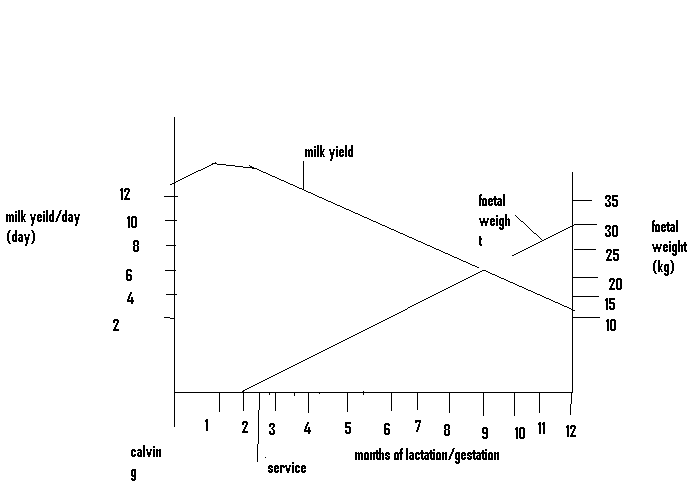 milk yield
12
10
8
6
4
2
milk yeild/day
(day)
foetal
weigh
t
35
30
25
20
15
10
foetal
weight
(kg)
1 2 3 4 5 6 7 8 9 10 11 12
calvin
g
service
months of lactation/gestation